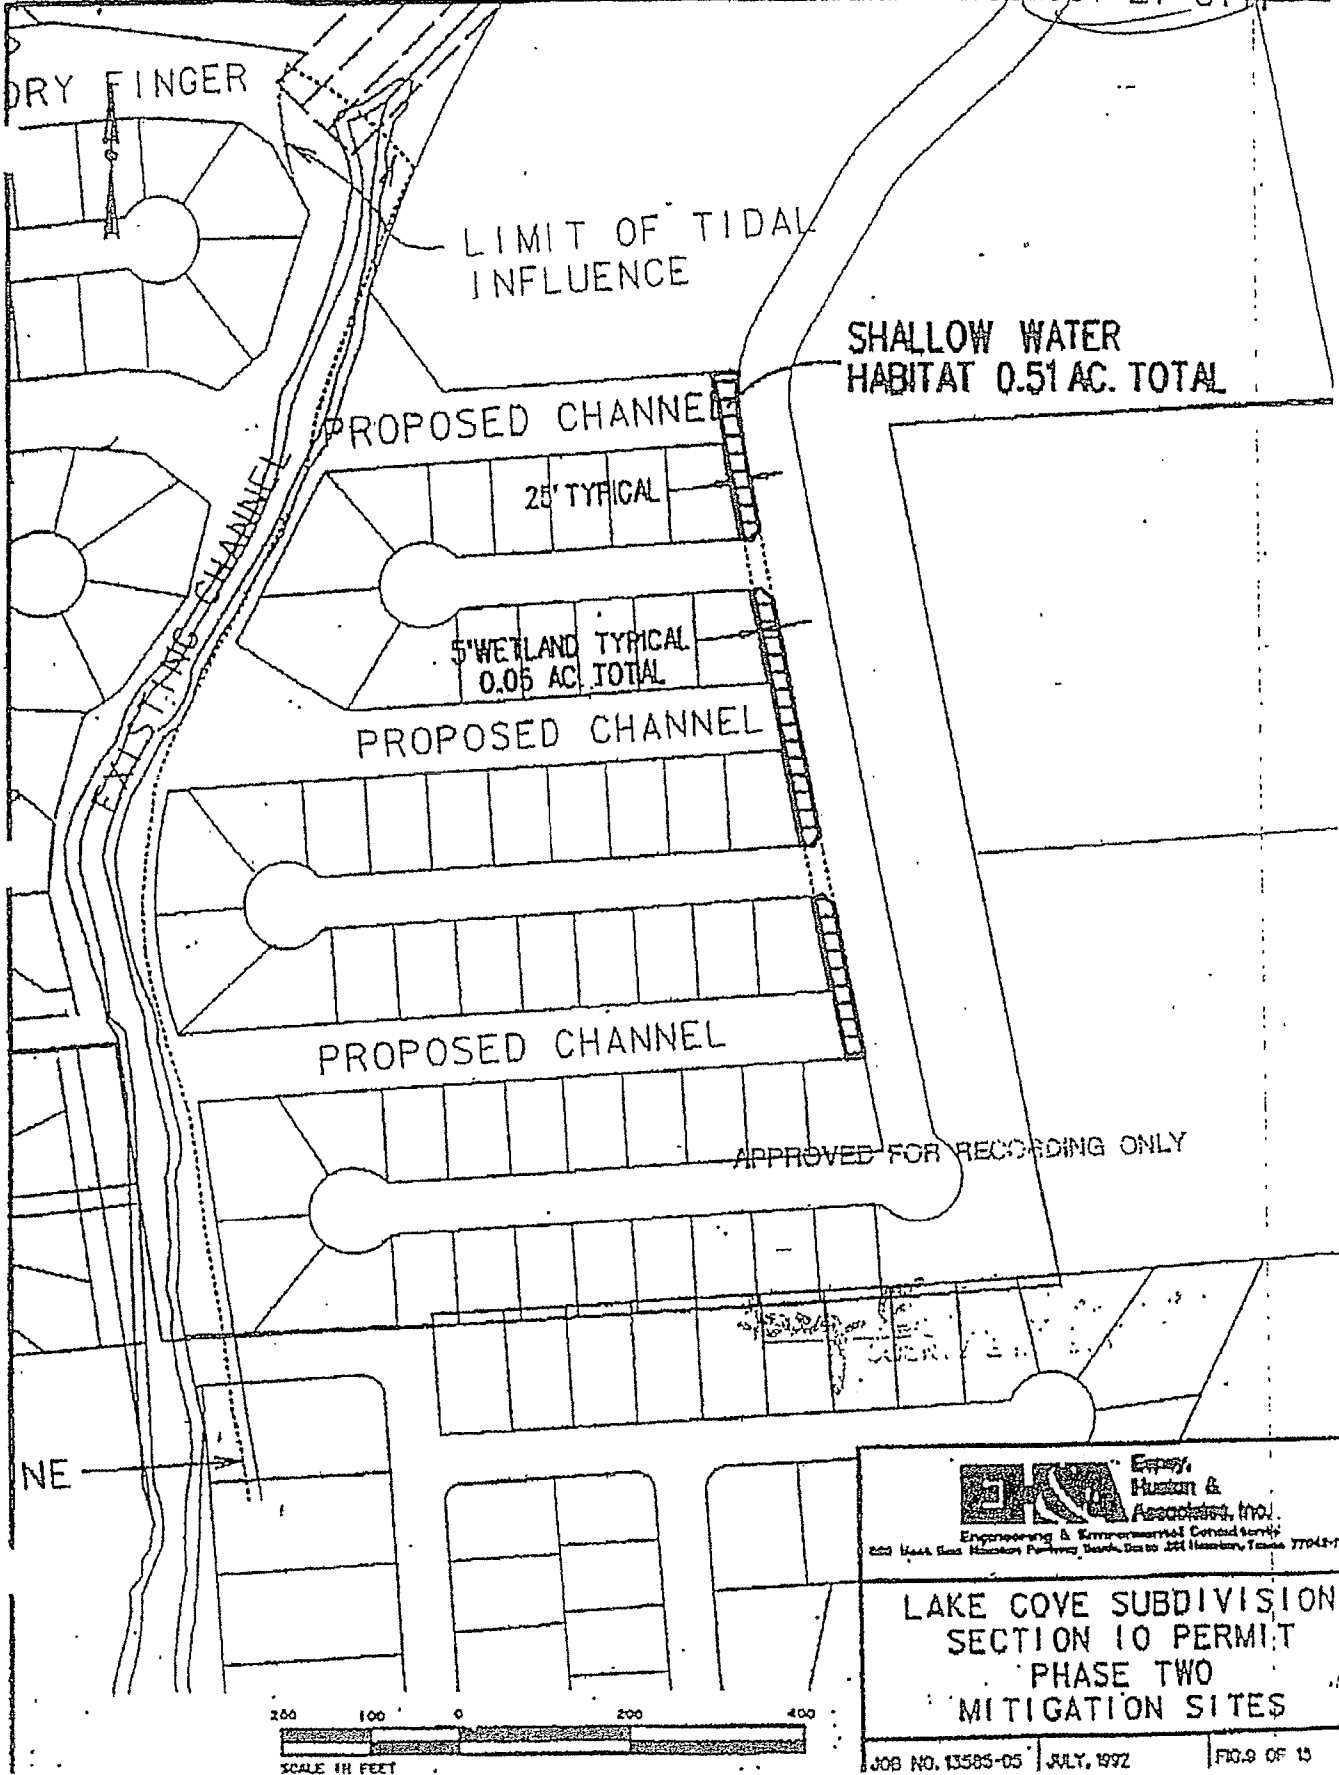 DRY FINGER
LIMIT OF TIDAL
INFLUENCE
SHALLOW WATER
HABITAT 0.51 AC. TOTAL
PROPOSED CHANNEL
25' TYPICAL
EXISTING CHANNEL
5' WETLAND TYPICAL
0.05 AC. TOTAL
PROPOSED CHANNEL
PROPOSED CHANNEL
APPROVED FOR RECORDING ONLY
NE
Espey,
Huston &
Associates, Inc.
Engineering & Environmental Consultants
LAKE COVE SUBDIVISION
SECTION 10 PERMIT
PHASE TWO
MITIGATION SITES
200 100 0 200 400
SCALE IN FEET
JOB NO. 13585-05 JULY, 1992 FIG.9 OF 13